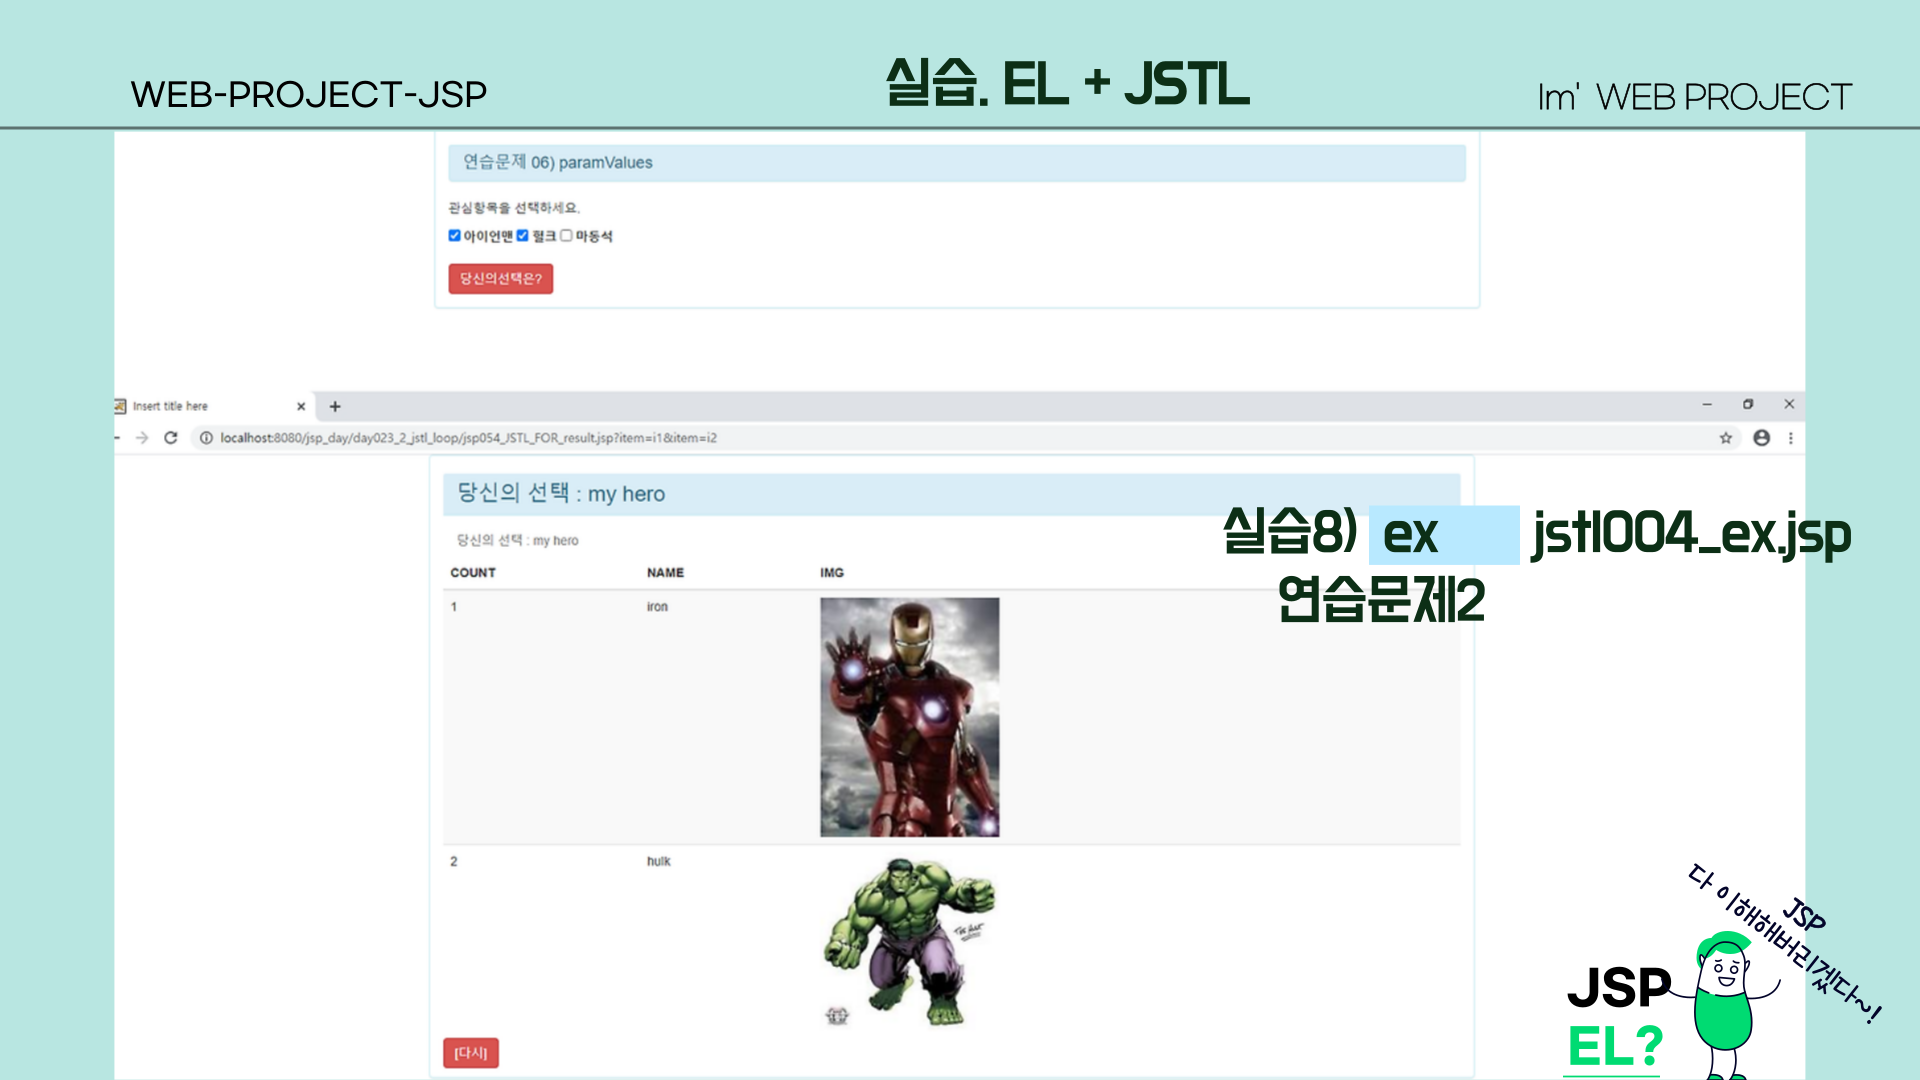 WEB-PROJECT-JSP
실습. EL + JSTL
Im' WEB PROJECT
연습문제 06) paramValues
관심항목을 선택하세요.
아이언맨 헐크 마동석
당신의선택은?
Insert title here
localhost:8080/jsp_day/day023_2_jstl_loop/jsp054_JSTL_FOR_result.jsp?item=i1&item=i2
당신의 선택 : my hero
당신의 선택 : my hero
COUNT NAME IMG
1 iron
2 hulk
[다시]
실습8) ex jstl004_ex.jsp
연습문제2
JSP
다 이해해버리겠다~!
JSP
EL?